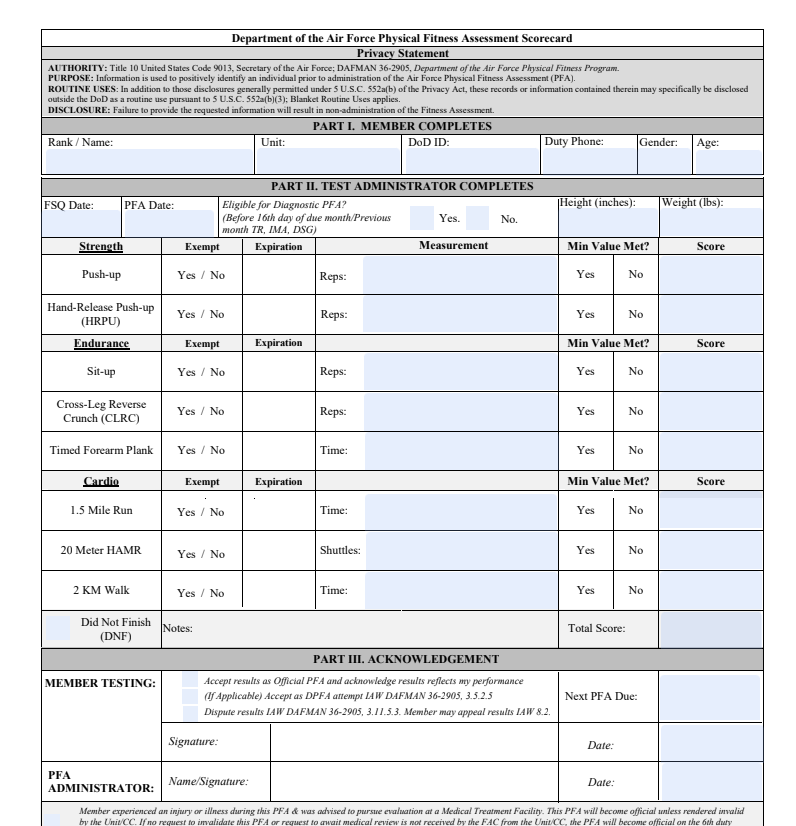 Department of the Air Force Physical Fitness Assessment Scorecard
Privacy Statement
AUTHORITY: Title 10 United States Code 9013, Secretary of the Air Force; DAFMAN 36-2905, Department of the Air Force Physical Fitness Program.
PURPOSE: Information is used to positively identify an individual prior to administration of the Air Force Physical Fitness Assessment (PFA).
ROUTINE USES: In addition to those disclosures generally permitted under 5 U.S.C. 552a(b) of the Privacy Act, these records or information contained therein may specifically be disclosed
outside the DoD as a routine use pursuant to 5 U.S.C. 552a(b)(3); Blanket Routine Uses applies.
DISCLOSURE: Failure to provide the requested information will result in non-administration of the Fitness Assessment.
PART I. MEMBER COMPLETES
Rank / Name: Unit: DoD ID: Duty Phone: Gender: Age:
PART II. TEST ADMINISTRATOR COMPLETES
FSQ Date: PFA Date: Eligible for Diagnostic PFA? Height (inches): Weight (lbs):
(Before 16th day of due month/Previous Yes. No.
month TR, IMA, DSG)
Strength Exempt Expiration Measurement Min Value Met? Score
Push-up Yes / No Reps: Yes No
Hand-Release Push-up
(HRPU) Yes / No Reps: Yes No
Endurance Exempt Expiration Min Value Met? Score
Sit-up Yes / No Reps: Yes No
Cross-Leg Reverse
Crunch (CLRC) Yes / No Reps: Yes No
Timed Forearm Plank Yes / No Time: Yes No
Cardio Exempt Expiration Min Value Met? Score
1.5 Mile Run Yes / No Time: Yes No
20 Meter HAMR Yes / No Shuttles: Yes No
2 KM Walk Yes / No Time: Yes No
Did Not Finish
(DNF) Notes: Total Score:
PART III. ACKNOWLEDGEMENT
MEMBER TESTING: Accept results as Official PFA and acknowledge results reflects my performance
(If Applicable) Accept as DPFA attempt IAW DAFMAN 36-2905, 3.5.2.5 Next PFA Due:
Dispute results IAW DAFMAN 36-2905, 3.11.5.3. Member may appeal results IAW 8.2.
Signature: Date:
PFA
ADMINISTRATOR: Name/Signature: Date:
Member experienced an injury or illness during this PFA & was advised to pursue evaluation at a Medical Treatment Facility. This PFA will become official unless rendered invalid
by the Unit/CC. If no request to invalidate this PFA or request to await medical review is not received by the FAC from the Unit/CC, the PFA will become official on the 6th duty